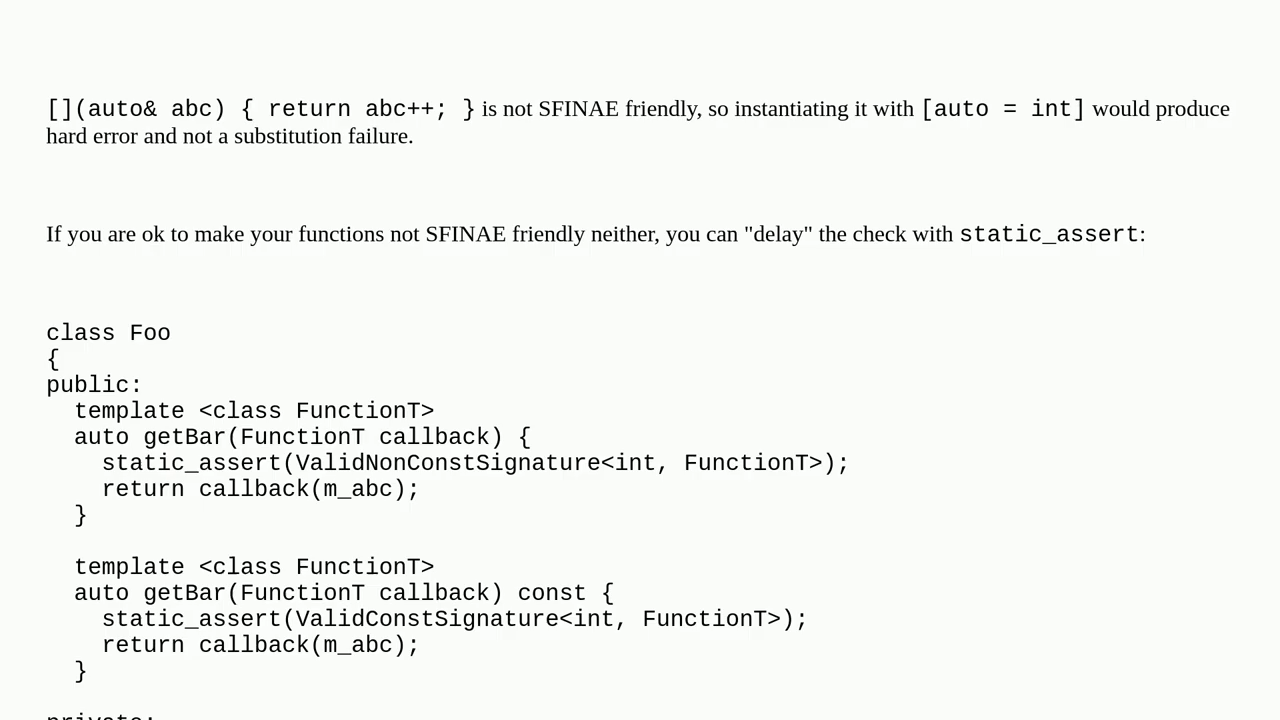 [](auto& abc) { return abc++; } is not SFINAE friendly, so instantiating it with [auto = int] would produce
hard error and not a substitution failure.
If you are ok to make your functions not SFINAE friendly neither, you can "delay" the check with static_assert:
class Foo
{
public:
  template <class FunctionT>
  auto getBar(FunctionT callback) {
    static_assert(ValidNonConstSignature<int, FunctionT>);
    return callback(m_abc);
  }
  template <class FunctionT>
  auto getBar(FunctionT callback) const {
    static_assert(ValidConstSignature<int, FunctionT>);
    return callback(m_abc);
  }
private: